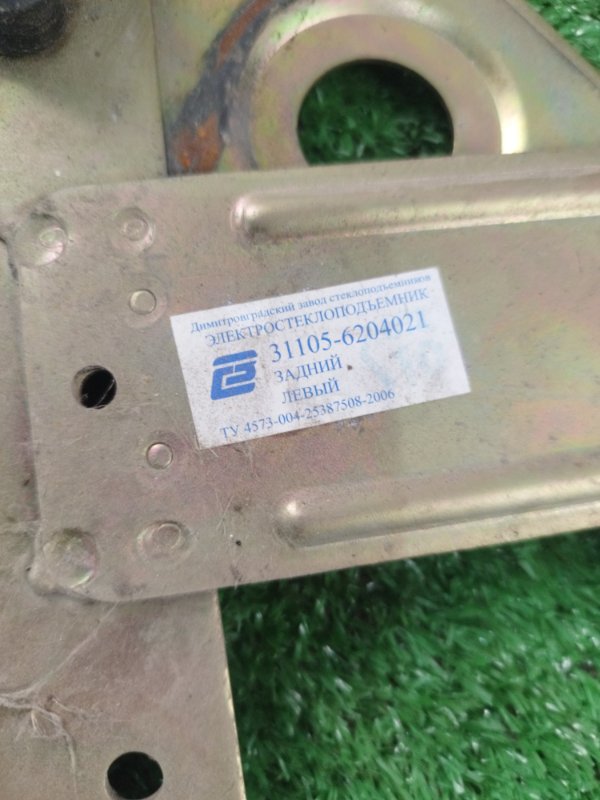 Димитровградский завод стеклоподъемников
ЭЛЕКТРОСТЕКЛОПОДЪЕМНИК
31105-6204021
ЗАДНИЙ
ЛЕВЫЙ
ТУ 4573-004-25387508-2006